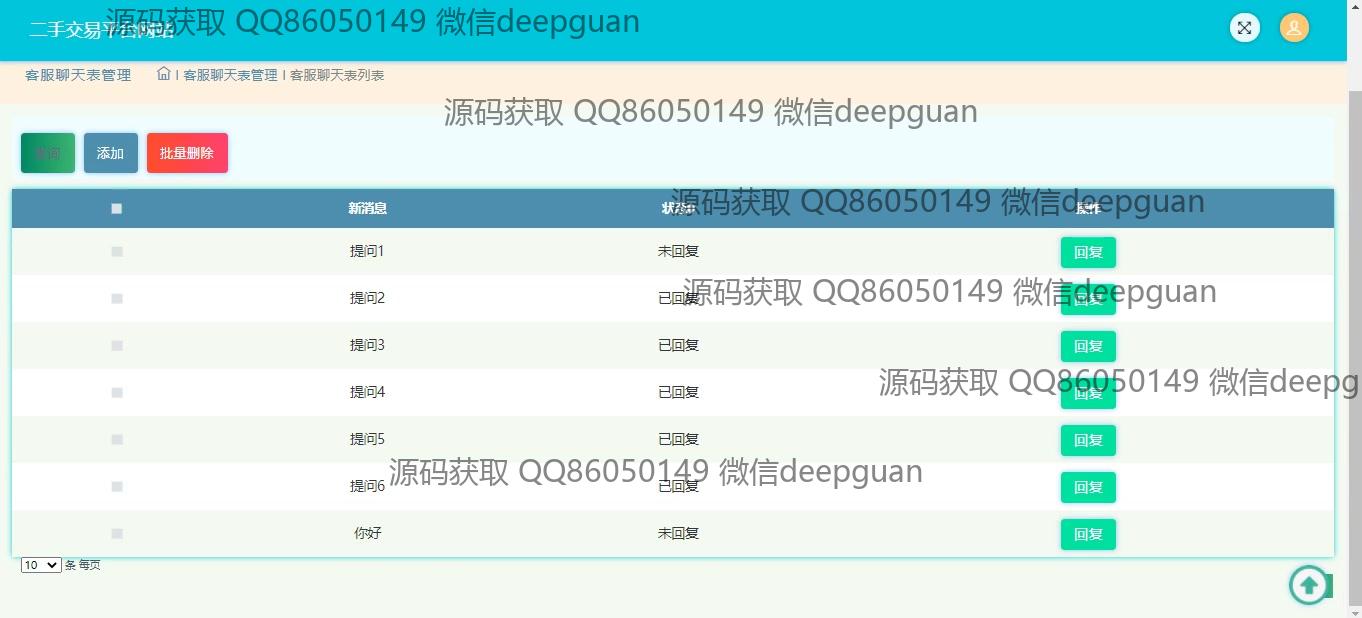 二手交易平台网站
源码获取 QQ86050149 微信deepguan
客服聊天表管理 I 客服聊天表管理 I 客服聊天表列表
源码获取 QQ86050149 微信deepguan
查询 添加 批量删除
新消息 状态 操作
源码获取 QQ86050149 微信deepguan
提问1 未回复 回复
提问2 已回复 回复
源码获取 QQ86050149 微信deepguan
提问3 已回复 回复
提问4 已回复 回复
源码获取 QQ86050149 微信deepg
提问5 已回复 回复
提问6 已回复 回复
源码获取 QQ86050149 微信deepguan
你好 未回复 回复
10 条 每页